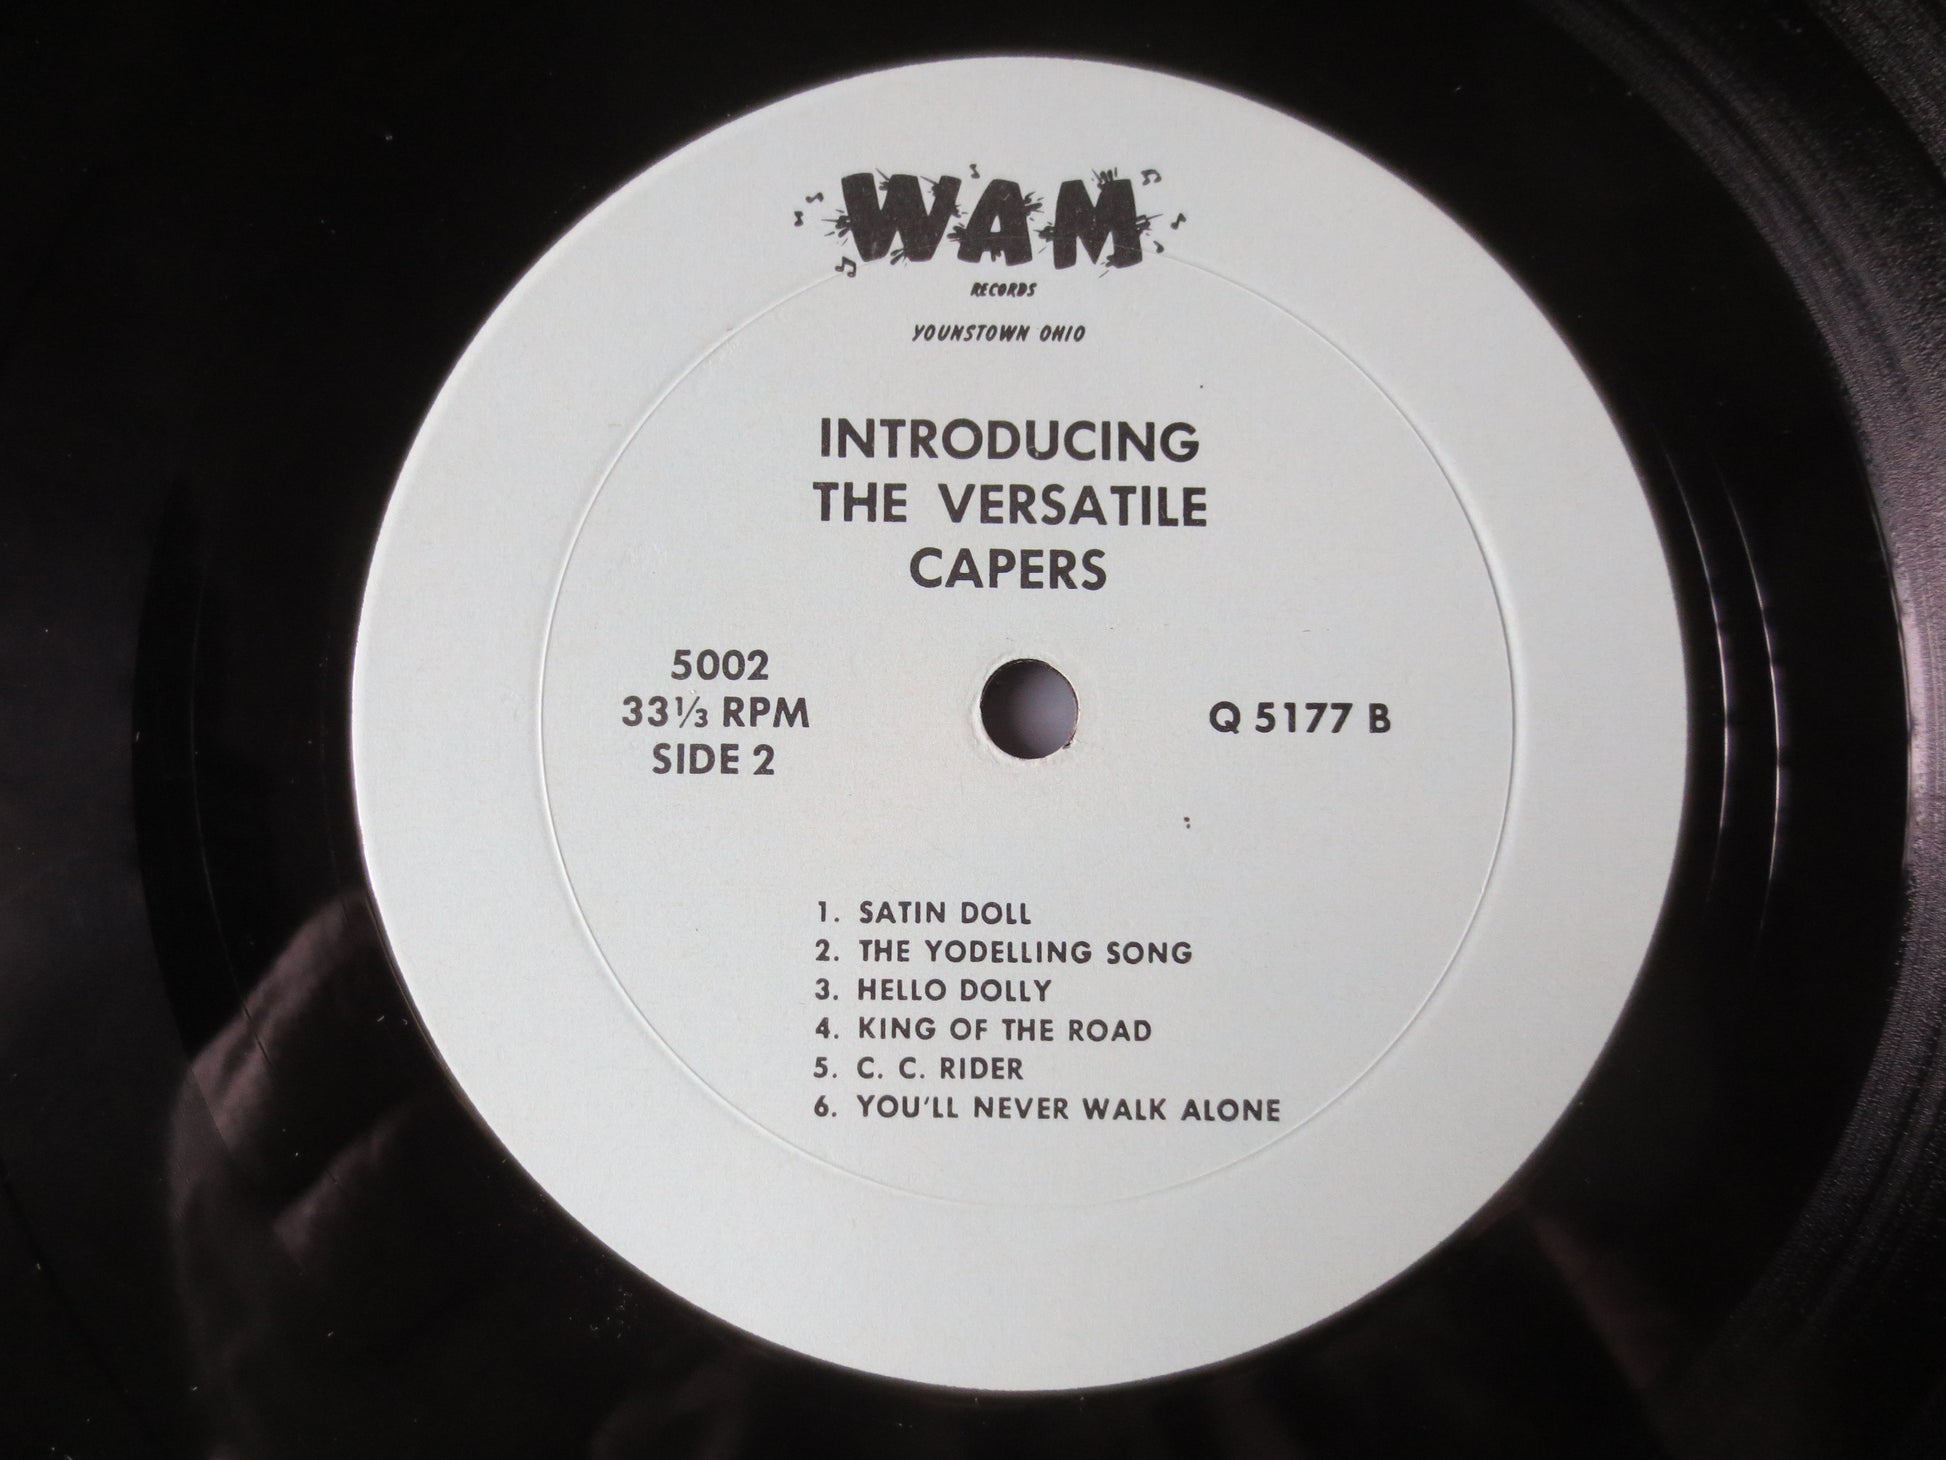 WAM
RECORDS
YOUNSTOWN OHIO
INTRODUCING
THE VERSATILE
CAPERS
5002
33⅓ RPM
SIDE 2
Q 5177 B
1. SATIN DOLL
2. THE YODELLING SONG
3. HELLO DOLLY
4. KING OF THE ROAD
5. C. C. RIDER
6. YOU'LL NEVER WALK ALONE